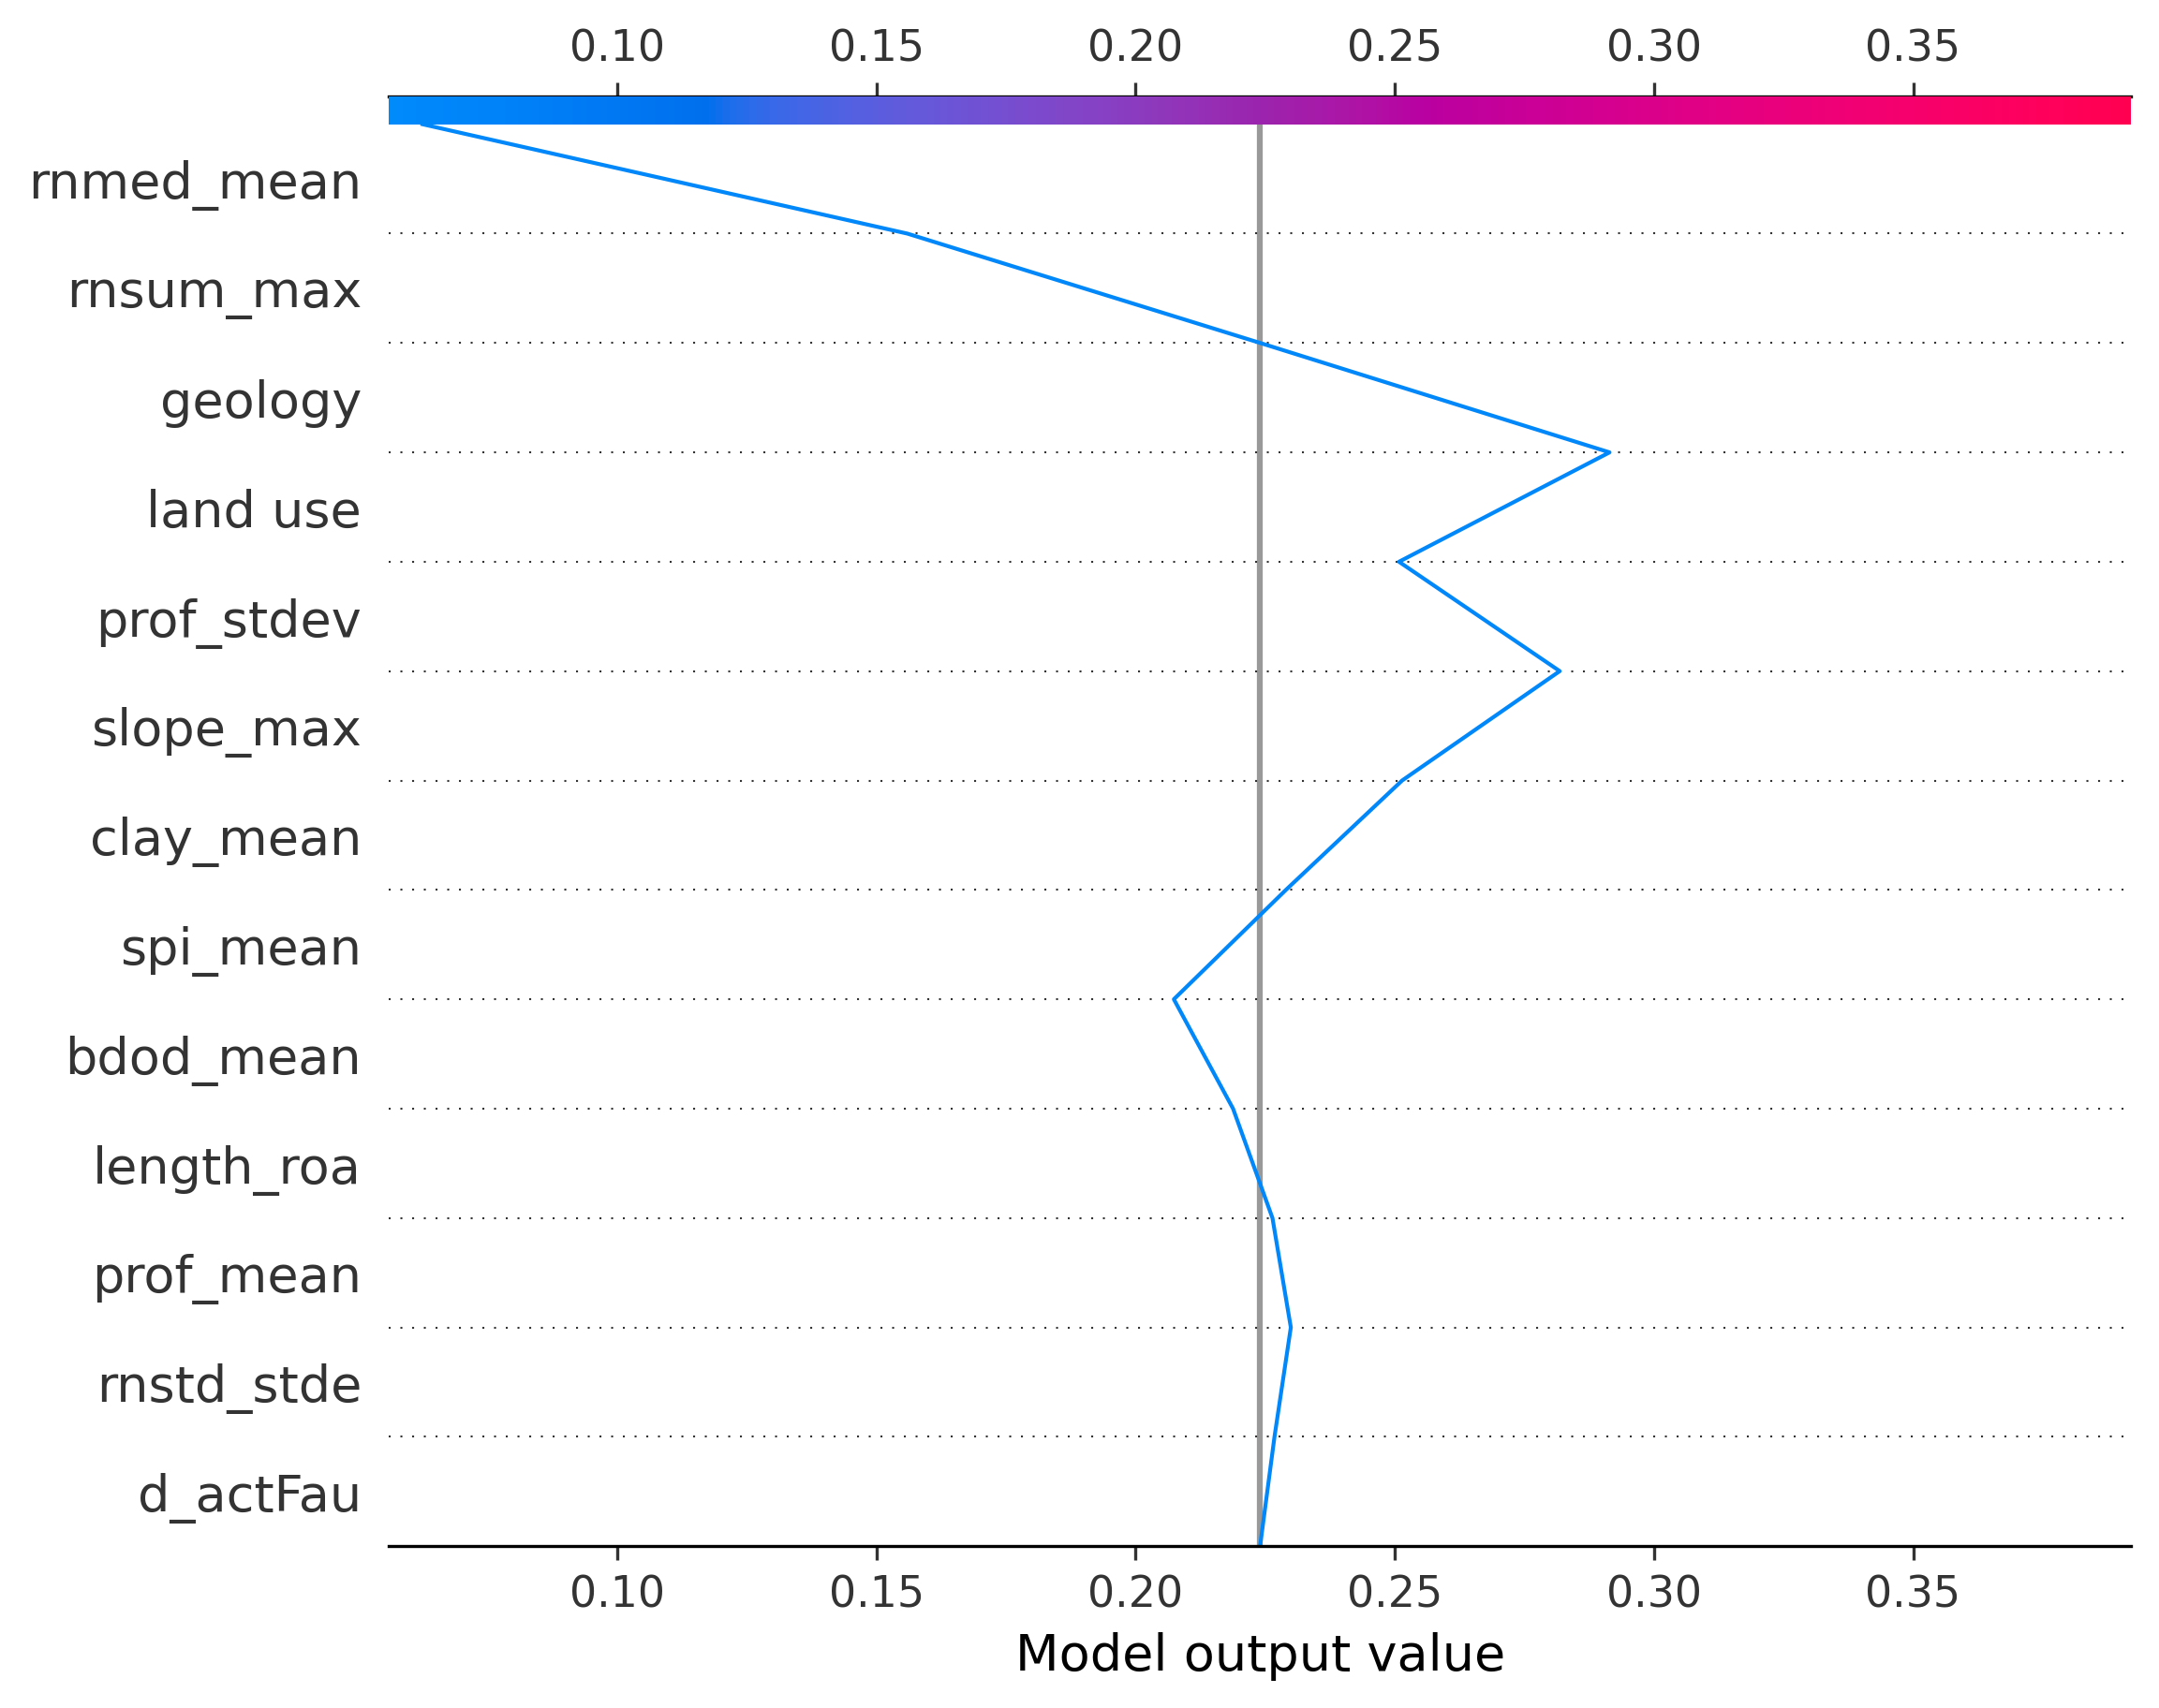 0.10 0.15 0.20 0.25 0.30 0.35
rnmed_mean
rnsum_max
geology
land use
prof_stdev
slope_max
clay_mean
spi_mean
bdod_mean
length_roa
prof_mean
rnstd_stde
d_actFau
0.10 0.15 0.20 0.25 0.30 0.35
Model output value